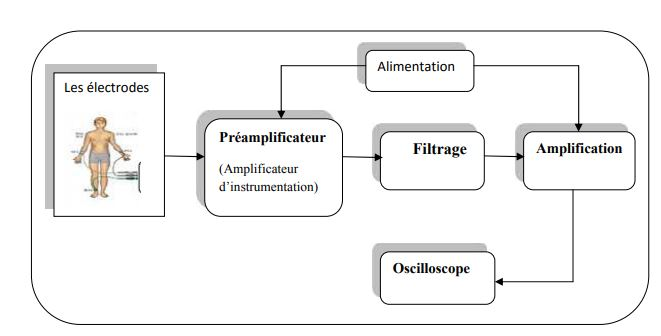 Les électrodes
Alimentation
Préamplificateur
(Amplificateur
d'instrumentation)
Filtrage
Amplification
Oscilloscope